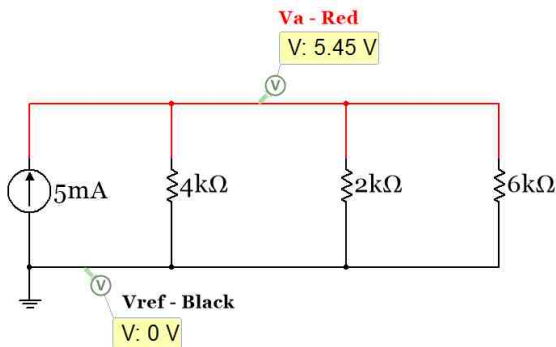 Va - Red
V: 5.45 V
5mA
4kΩ
2kΩ
6kΩ
V
V
Vref - Black
V: 0 V